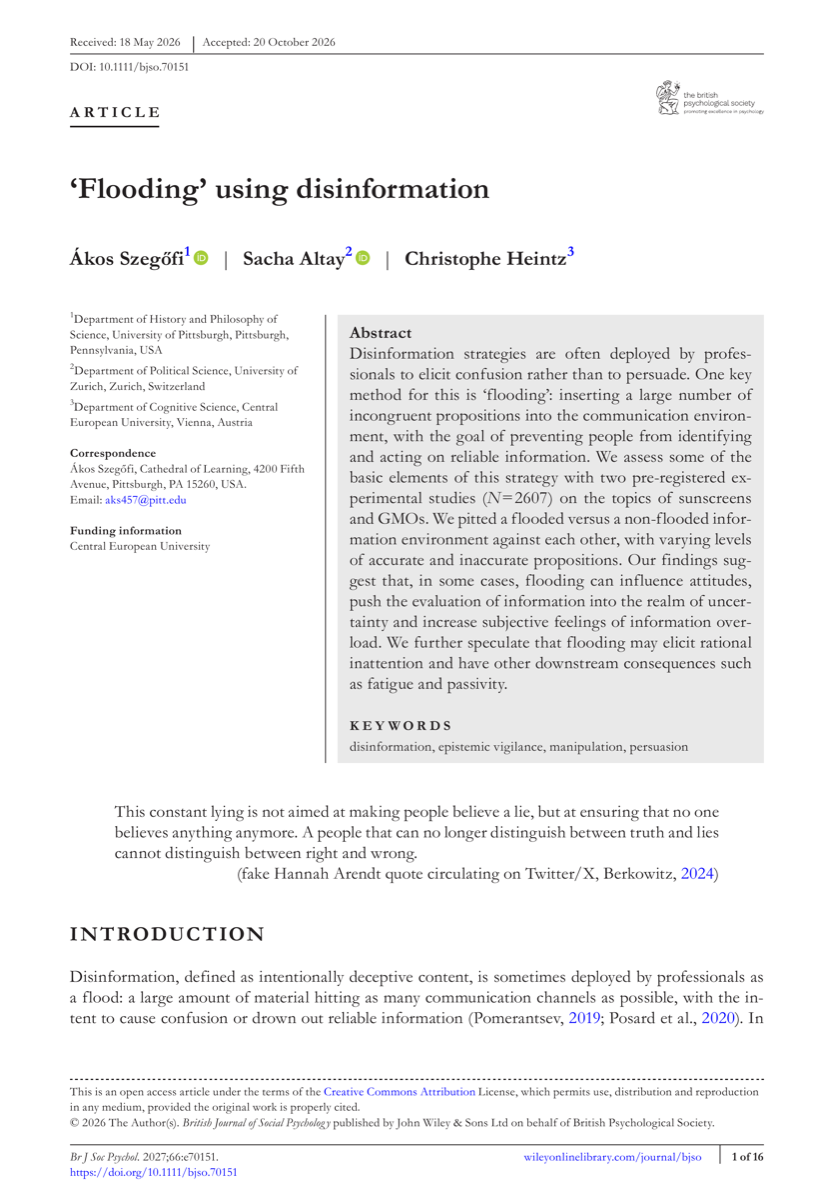 Received: 18 May 2026 | Accepted: 20 October 2026
DOI: 10.1111/bjso.70151
the british
psychological society
promoting excellence in psychology
ARTICLE
‘Flooding’ using disinformation
Ákos Szegőfi1 iD | Sacha Altay2 iD | Christophe Heintz3
1Department of History and Philosophy of
Science, University of Pittsburgh, Pittsburgh,
Pennsylvania, USA
2Department of Political Science, University of
Zurich, Zurich, Switzerland
3Department of Cognitive Science, Central
European University, Vienna, Austria
Correspondence
Ákos Szegőfi, Cathedral of Learning, 4200 Fifth
Avenue, Pittsburgh, PA 15260, USA.
Email: aks457@pitt.edu
Funding information
Central European University
Abstract
Disinformation strategies are often deployed by profes-
sionals to elicit confusion rather than to persuade. One key
method for this is ‘flooding’: inserting a large number of
incongruent propositions into the communication environ-
ment, with the goal of preventing people from identifying
and acting on reliable information. We assess some of the
basic elements of this strategy with two pre-registered ex-
perimental studies (N=2607) on the topics of sunscreens
and GMOs. We pitted a flooded versus a non-flooded infor-
mation environment against each other, with varying levels
of accurate and inaccurate propositions. Our findings sug-
gest that, in some cases, flooding can influence attitudes,
push the evaluation of information into the realm of uncer-
tainty and increase subjective feelings of information over-
load. We further speculate that flooding may elicit rational
inattention and have other downstream consequences such
as fatigue and passivity.
KEYWORDS
disinformation, epistemic vigilance, manipulation, persuasion
This constant lying is not aimed at making people believe a lie, but at ensuring that no one
believes anything anymore. A people that can no longer distinguish between truth and lies
cannot distinguish between right and wrong.
(fake Hannah Arendt quote circulating on Twitter/X, Berkowitz, 2024)
INTRODUCTION
Disinformation, defined as intentionally deceptive content, is sometimes deployed by professionals as
a flood: a large amount of material hitting as many communication channels as possible, with the in-
tent to cause confusion or drown out reliable information (Pomerantsev, 2019; Posard et al., 2020). In
This is an open access article under the terms of the Creative Commons Attribution License, which permits use, distribution and reproduction
in any medium, provided the original work is properly cited.
© 2026 The Author(s). British Journal of Social Psychology published by John Wiley & Sons Ltd on behalf of British Psychological Society.
Br J Soc Psychol. 2027;66:e70151.
https://doi.org/10.1111/bjso.70151
wileyonlinelibrary.com/journal/bjso | 1 of 16